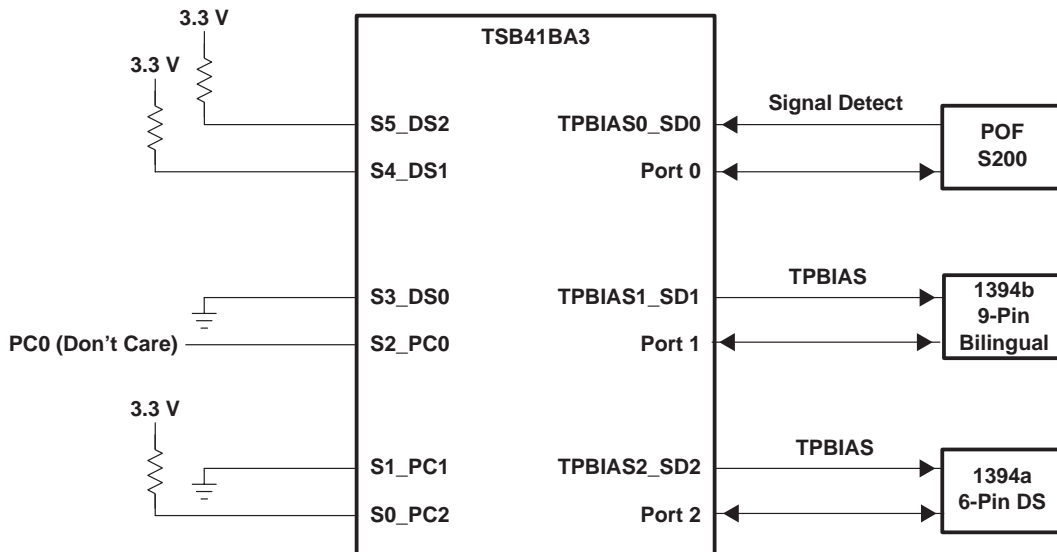 3.3 V
3.3 V
TSB41BA3
S5_DS2
TPBIAS0_SD0
Signal Detect
POF
S200
S4_DS1
Port 0
S3_DS0
TPBIAS1_SD1
TPBIAS
1394b
9-Pin
Bilingual
PC0 (Don't Care)
S2_PC0
Port 1
3.3 V
S1_PC1
TPBIAS2_SD2
TPBIAS
1394a
6-Pin DS
S0_PC2
Port 2